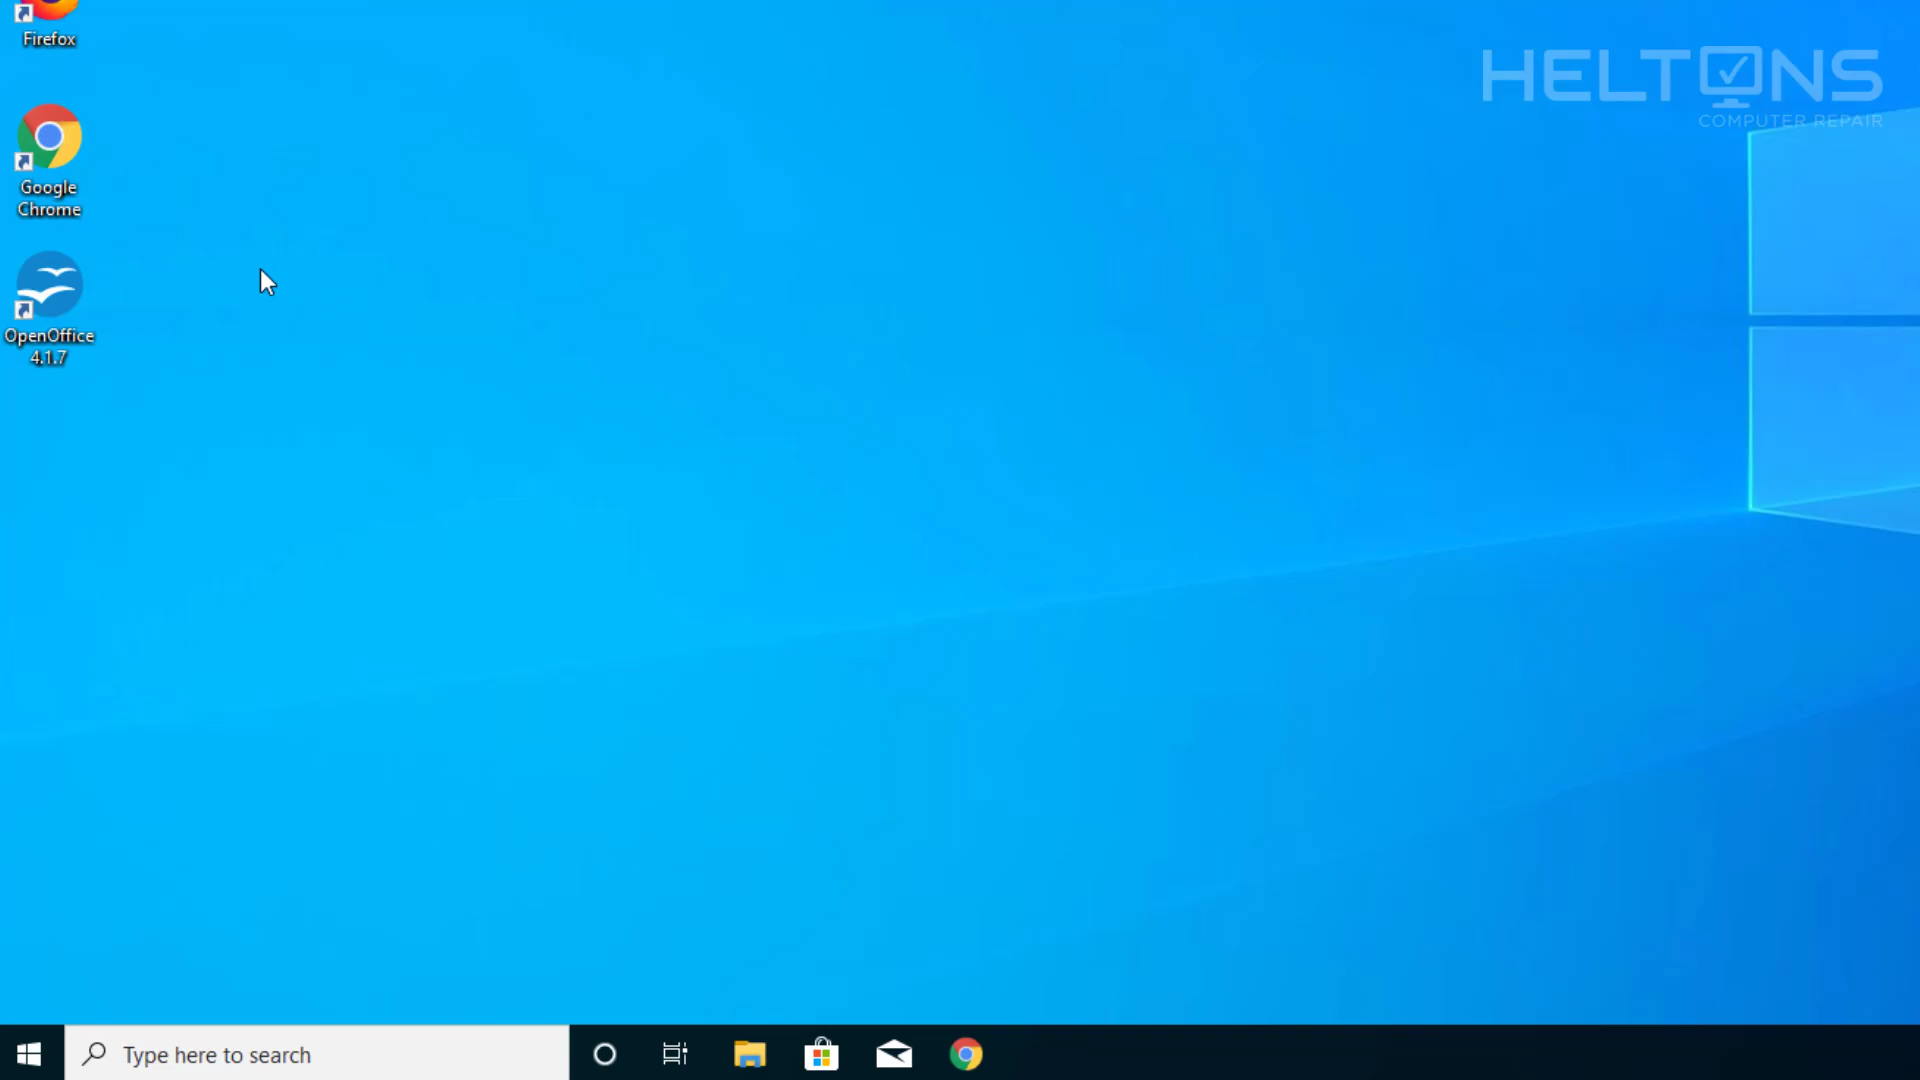 Firefox
HELTONS
COMPUTER REPAIR
Google
Chrome
OpenOffice
4.1.7
Type here to search